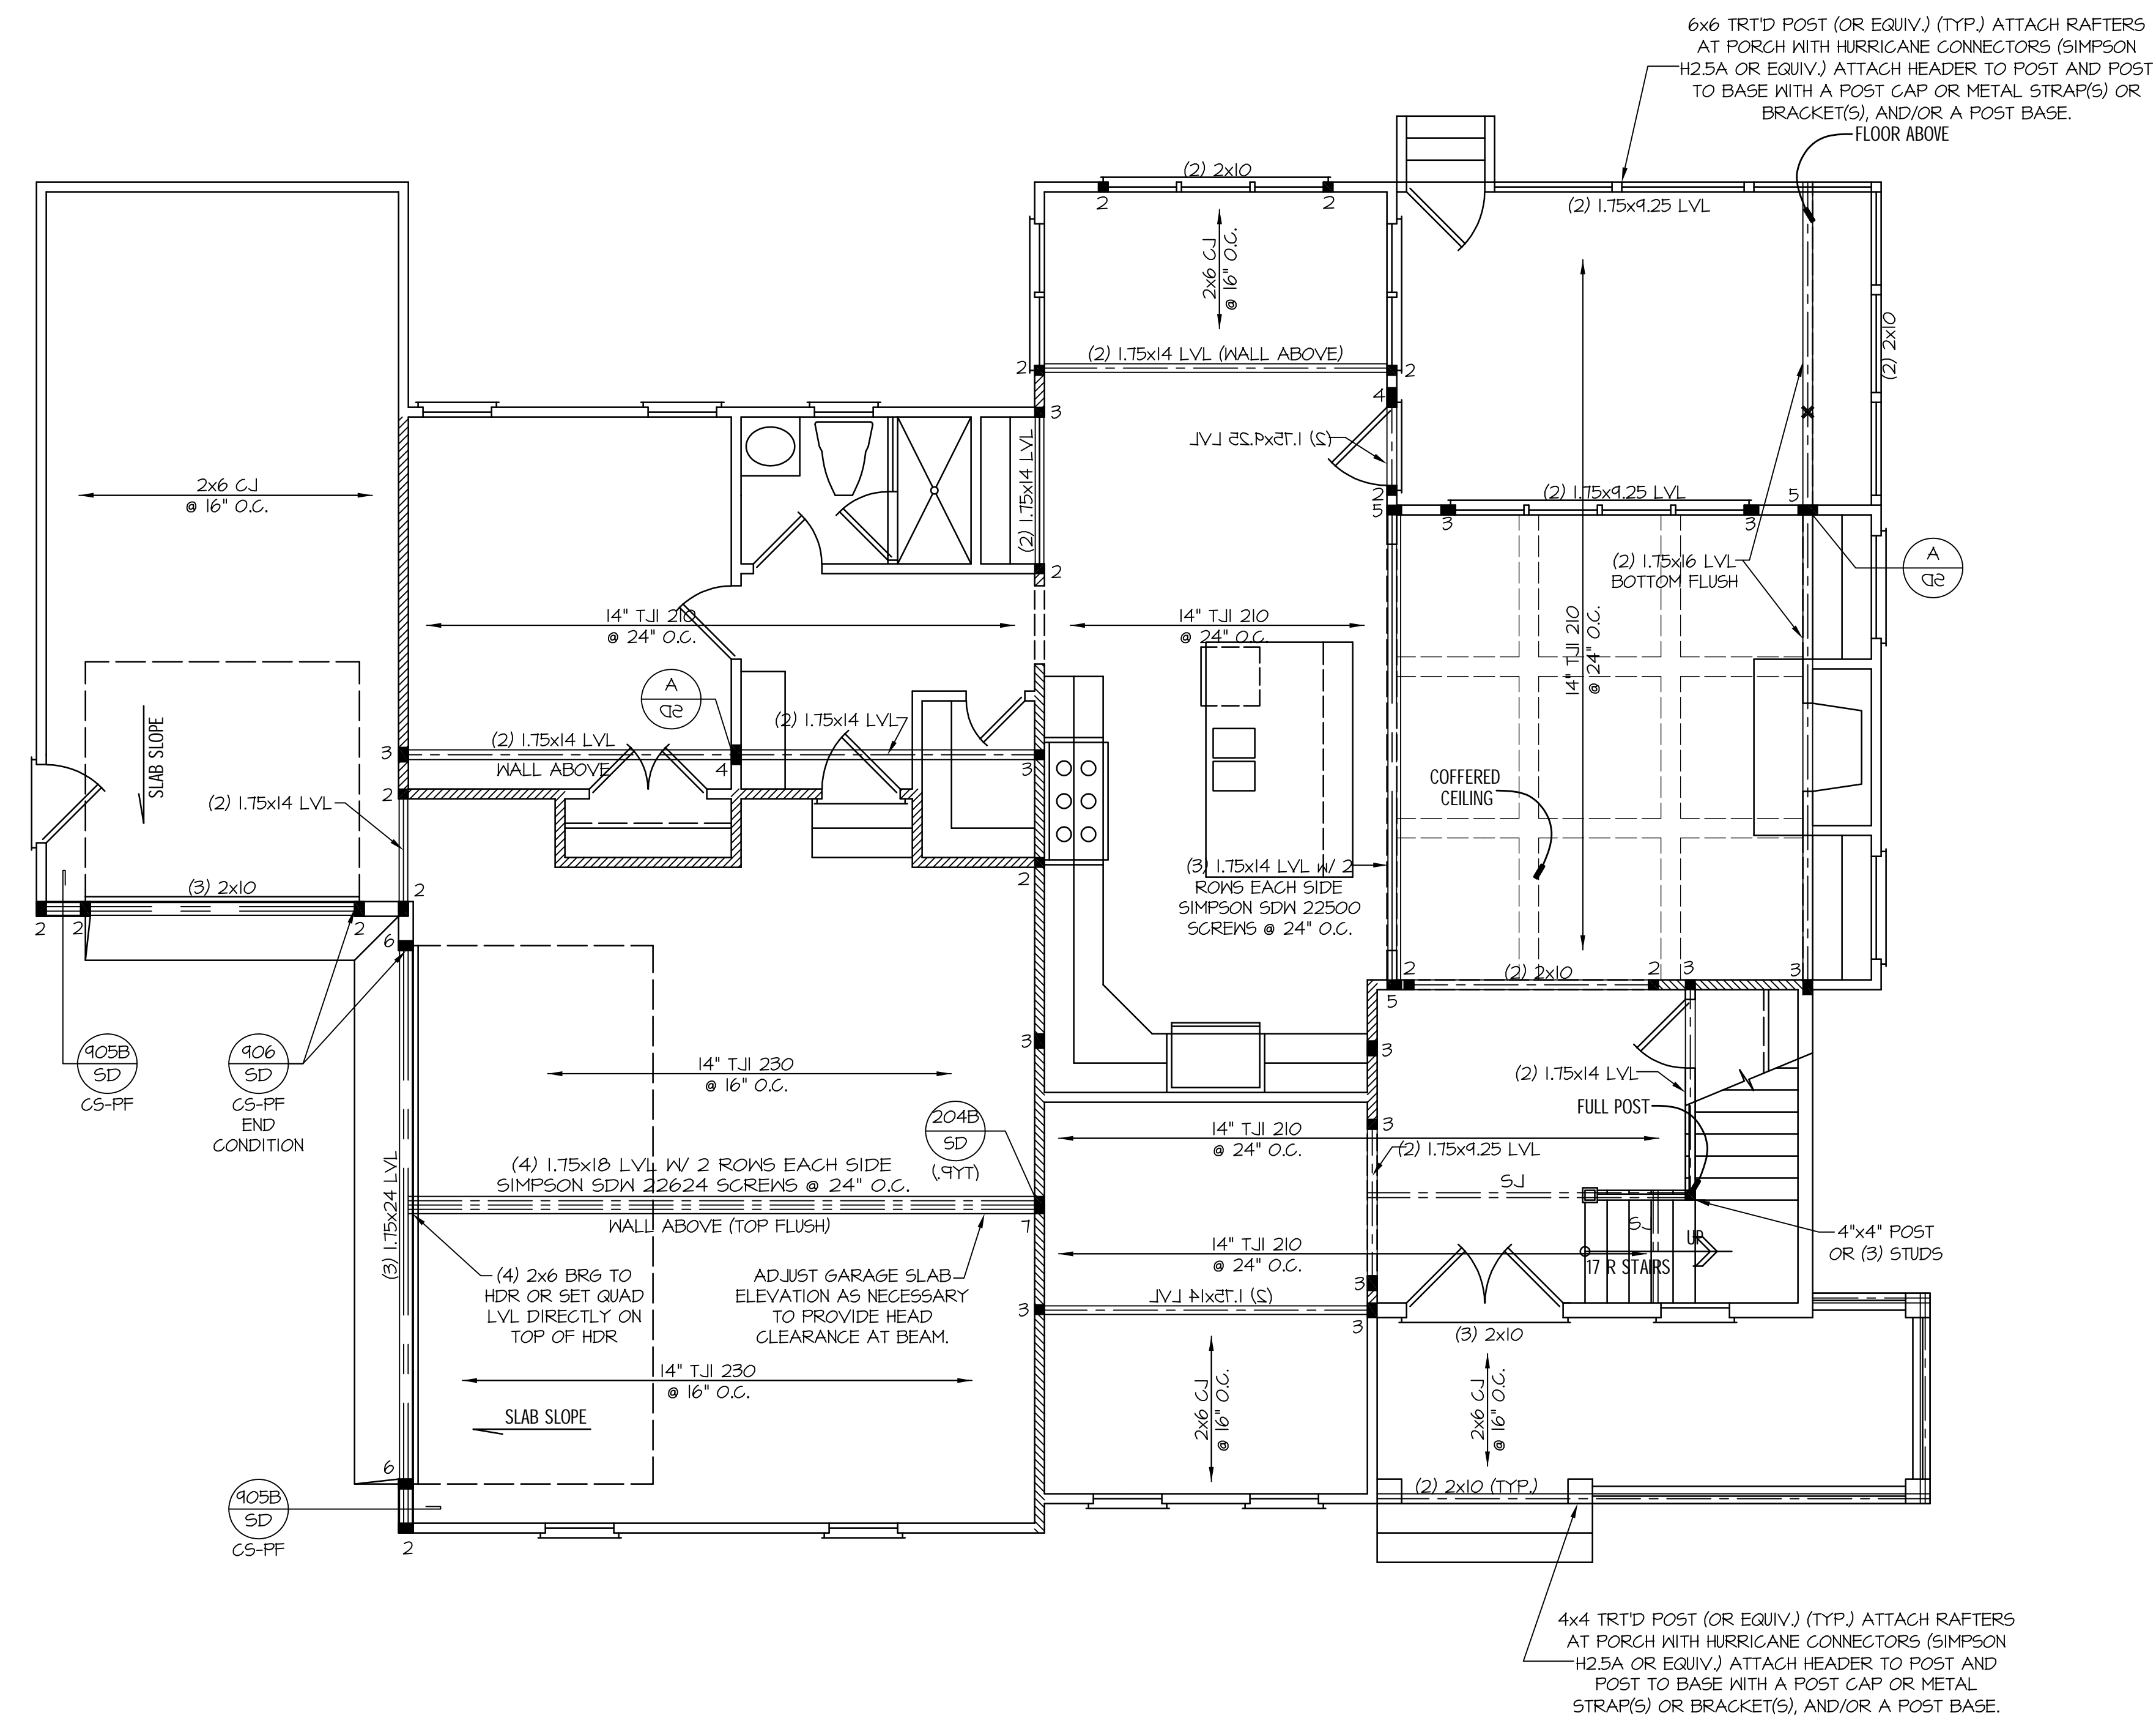 6x6 TRT'D POST (OR EQUIV.) (TYP.) ATTACH RAFTERS
AT PORCH WITH HURRICANE CONNECTORS (SIMPSON
H2.5A OR EQUIV.) ATTACH HEADER TO POST AND POST
TO BASE WITH A POST CAP OR METAL STRAP(S) OR
BRACKET(S), AND/OR A POST BASE.
FLOOR ABOVE
(2) 2x10
2
2
(2) 1.75x9.25 LVL
2x6 CJ
@ 16" O.C.
(2) 2x10
(2) 1.75x14 LVL (WALL ABOVE)
2
2
4
3
(2) 1.75x9.25 LVL
(2) 1.75x14 LVL
2x6 CJ
@ 16" O.C.
2
5
(2) 1.75x9.25 LVL
5
3
3
2
(2) 1.75x16 LVL
BOTTOM FLUSH
A
SD
14" TJI 210
@ 24" O.C.
14" TJI 210
@ 24" O.C.
14" TJI 210
@ 24" O.C.
A
SD
SLAB SLOPE
(2) 1.75x14 LVL
(2) 1.75x14 LVL
3
WALL ABOVE
4
3
2
(2) 1.75x14 LVL
COFFERED
CEILING
(3) 1.75x14 LVL W/ 2
ROWS EACH SIDE
SIMPSON SDW 22500
SCREWS @ 24" O.C.
2
(3) 2x10
2
2
2
2
6
2
(2) 2x10
2
3
3
5
905B
SD
CS-PF
906
SD
CS-PF
END
CONDITION
3
3
14" TJI 230
@ 16" O.C.
(2) 1.75x14 LVL
FULL POST
204B
SD
(.9YT)
3
14" TJI 210
@ 24" O.C.
(2) 1.75x9.25 LVL
(3) 1.75x24 LVL
(4) 1.75x18 LVL W/ 2 ROWS EACH SIDE
SIMPSON SDW 22624 SCREWS @ 24" O.C.
SJ
WALL ABOVE (TOP FLUSH)
7
SJ
UP
4"x4" POST
OR (3) STUDS
14" TJI 210
@ 24" O.C.
17 R STAIRS
(4) 2x6 BRG TO
HDR OR SET QUAD
LVL DIRECTLY ON
TOP OF HDR
ADJUST GARAGE SLAB
ELEVATION AS NECESSARY
TO PROVIDE HEAD
CLEARANCE AT BEAM.
3
(2) 1.75x14 LVL
3
3
(3) 2x10
14" TJI 230
@ 16" O.C.
2x6 CJ
@ 16" O.C.
2x6 CJ
@ 16" O.C.
SLAB SLOPE
6
(2) 2x10 (TYP.)
905B
SD
CS-PF
2
4x4 TRT'D POST (OR EQUIV.) (TYP.) ATTACH RAFTERS
AT PORCH WITH HURRICANE CONNECTORS (SIMPSON
H2.5A OR EQUIV.) ATTACH HEADER TO POST AND
POST TO BASE WITH A POST CAP OR METAL
STRAP(S) OR BRACKET(S), AND/OR A POST BASE.